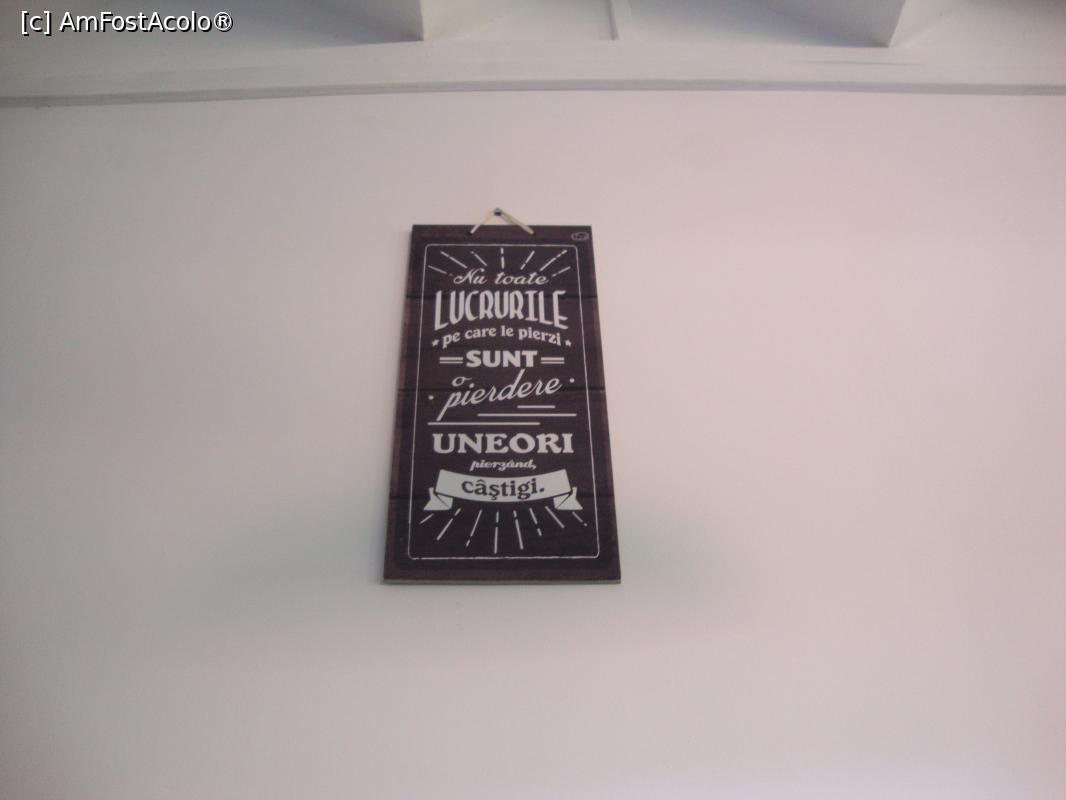 [c] AmFostAcolo®
Nu toate
LUCRURILE
pe care le pierzi
SUNT
o
pierdere
UNEORI
pierzând,
câştigi.